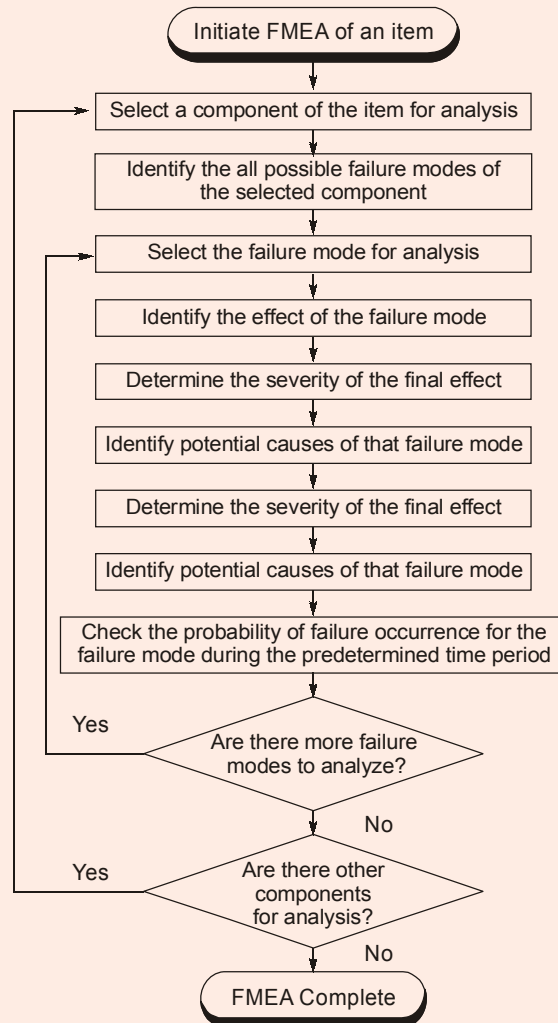 Initiate FMEA of an item
Select a component of the item for analysis
Identify the all possible failure modes of
the selected component
Select the failure mode for analysis
Identify the effect of the failure mode
Determine the severity of the final effect
Identify potential causes of that failure mode
Determine the severity of the final effect
Identify potential causes of that failure mode
Check the probability of failure occurrence for the
failure mode during the predetermined time period
Yes
Are there more failure
modes to analyze?
No
Yes
Are there other
components
for analysis?
No
FMEA Complete